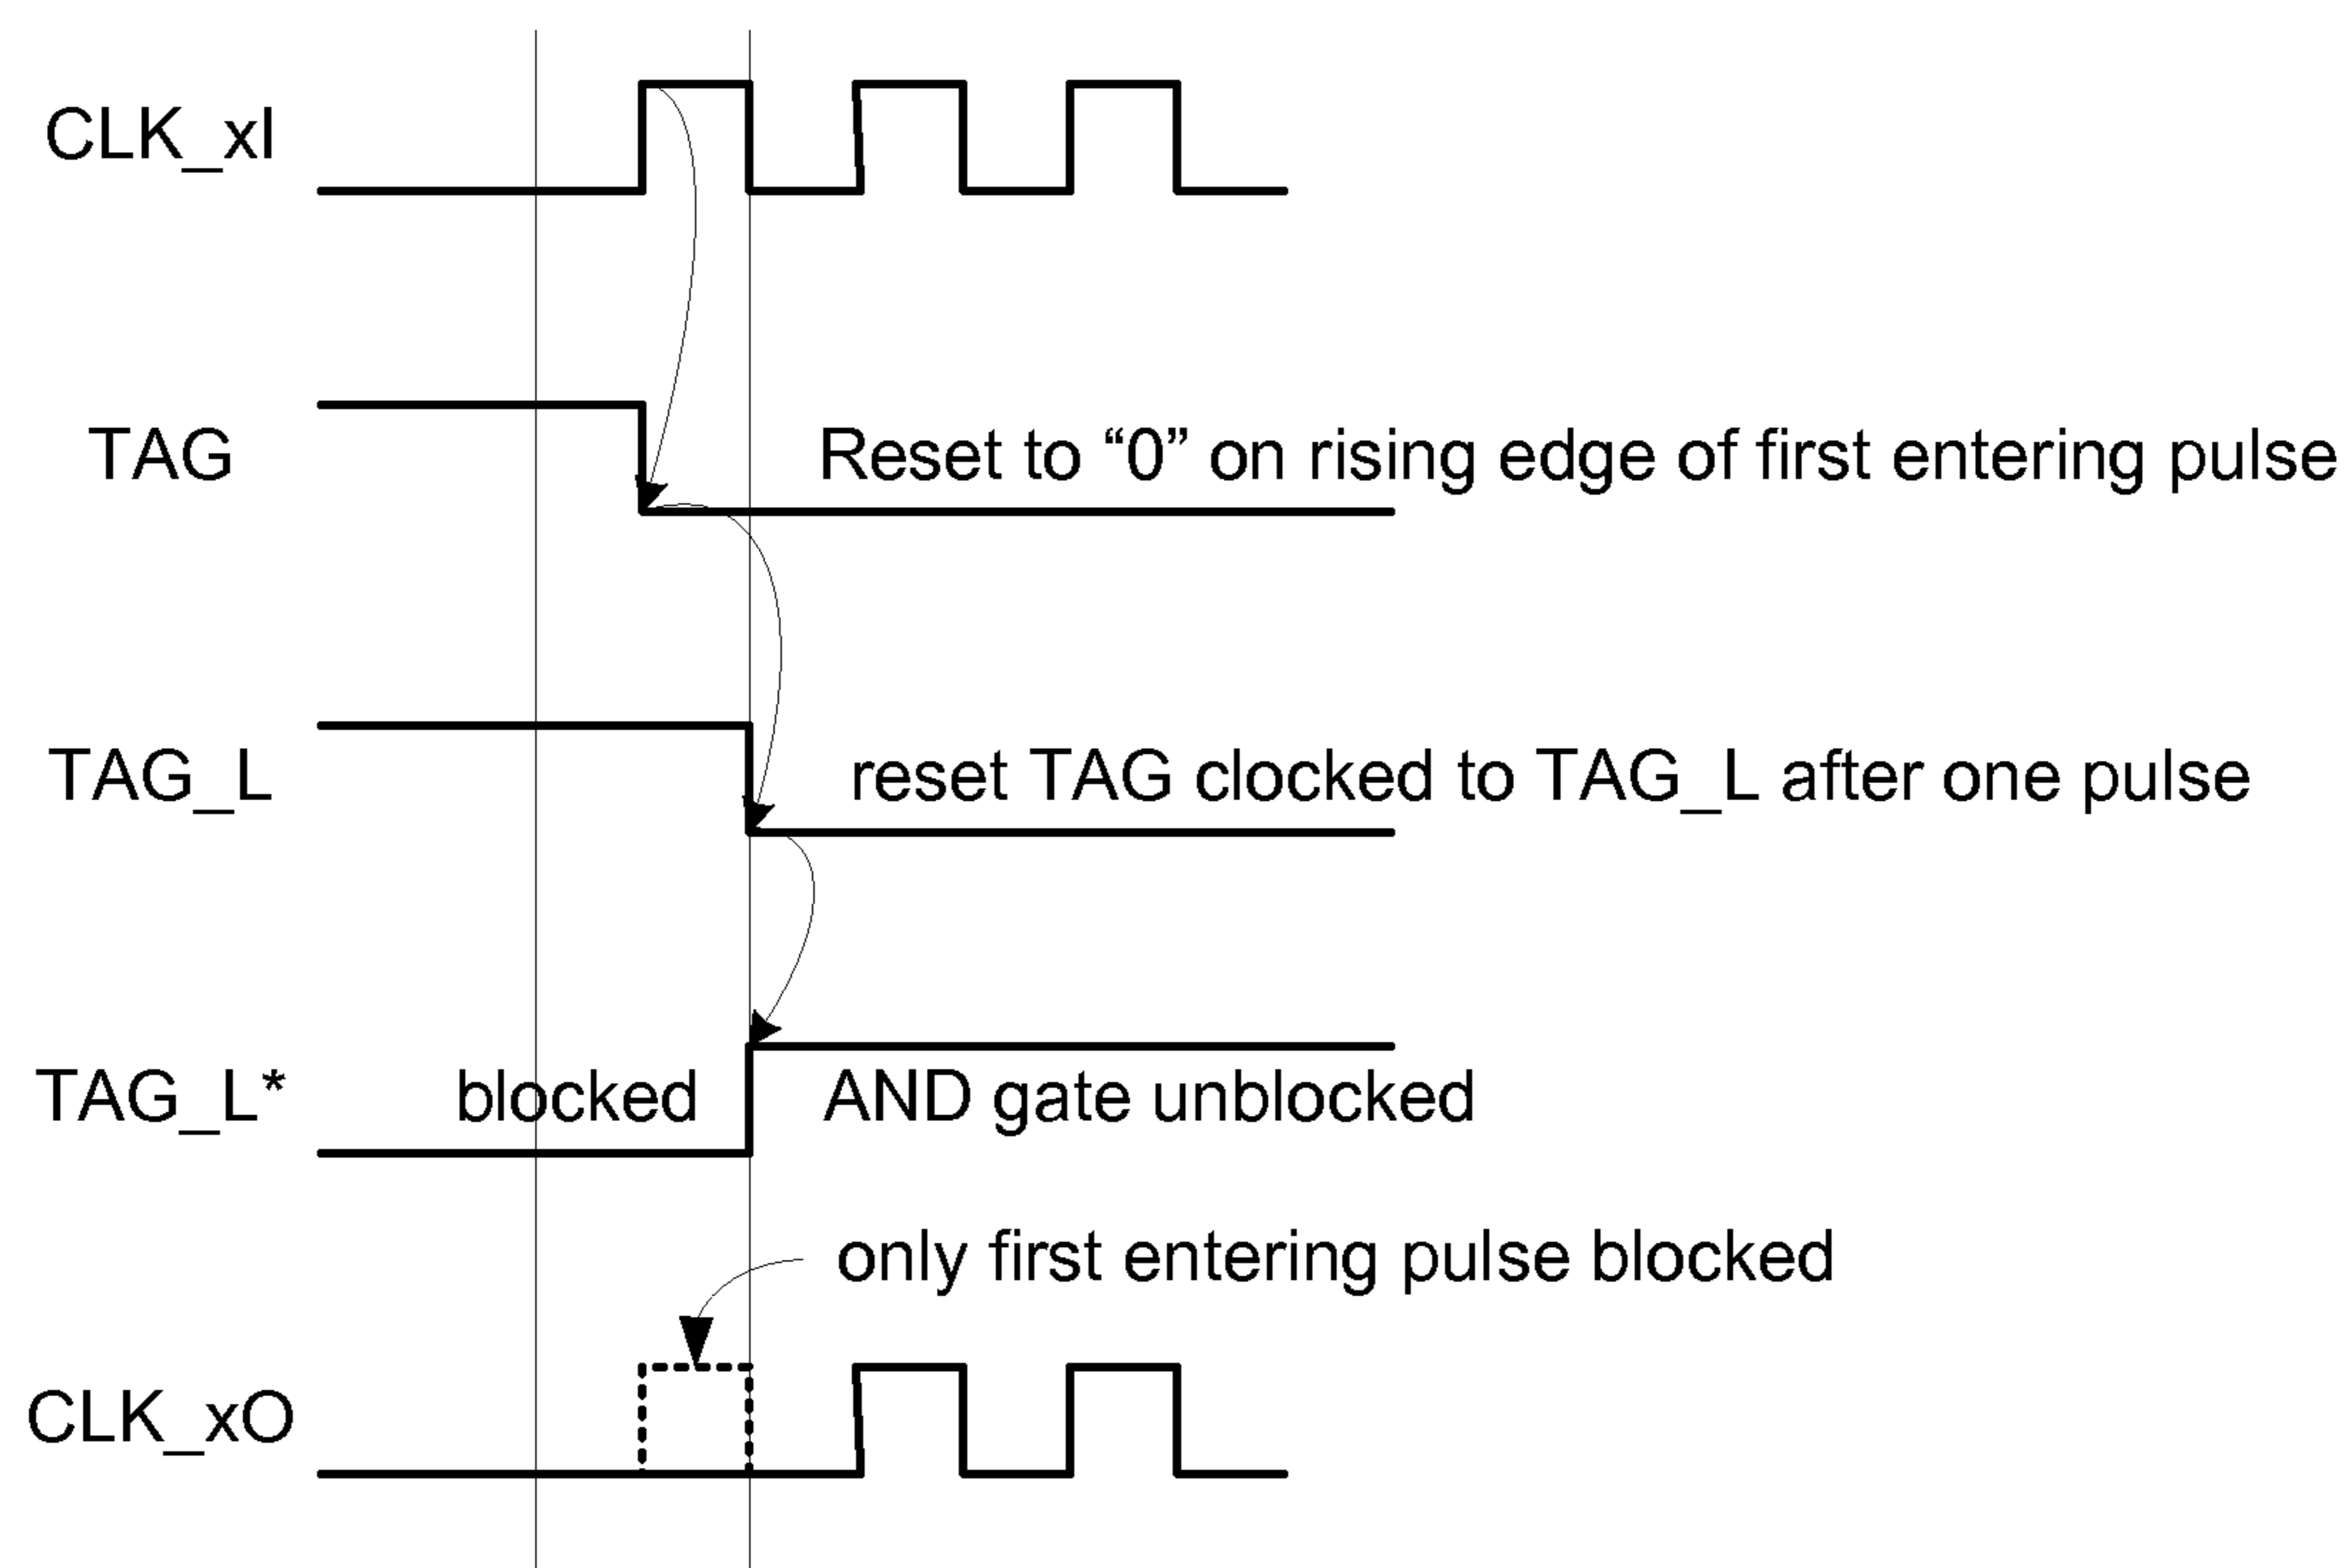 CLK_xI
TAG
Reset to “0” on rising edge of first entering pulse
TAG_L
reset TAG clocked to TAG_L after one pulse
TAG_L*
blocked
AND gate unblocked
only first entering pulse blocked
CLK_xO